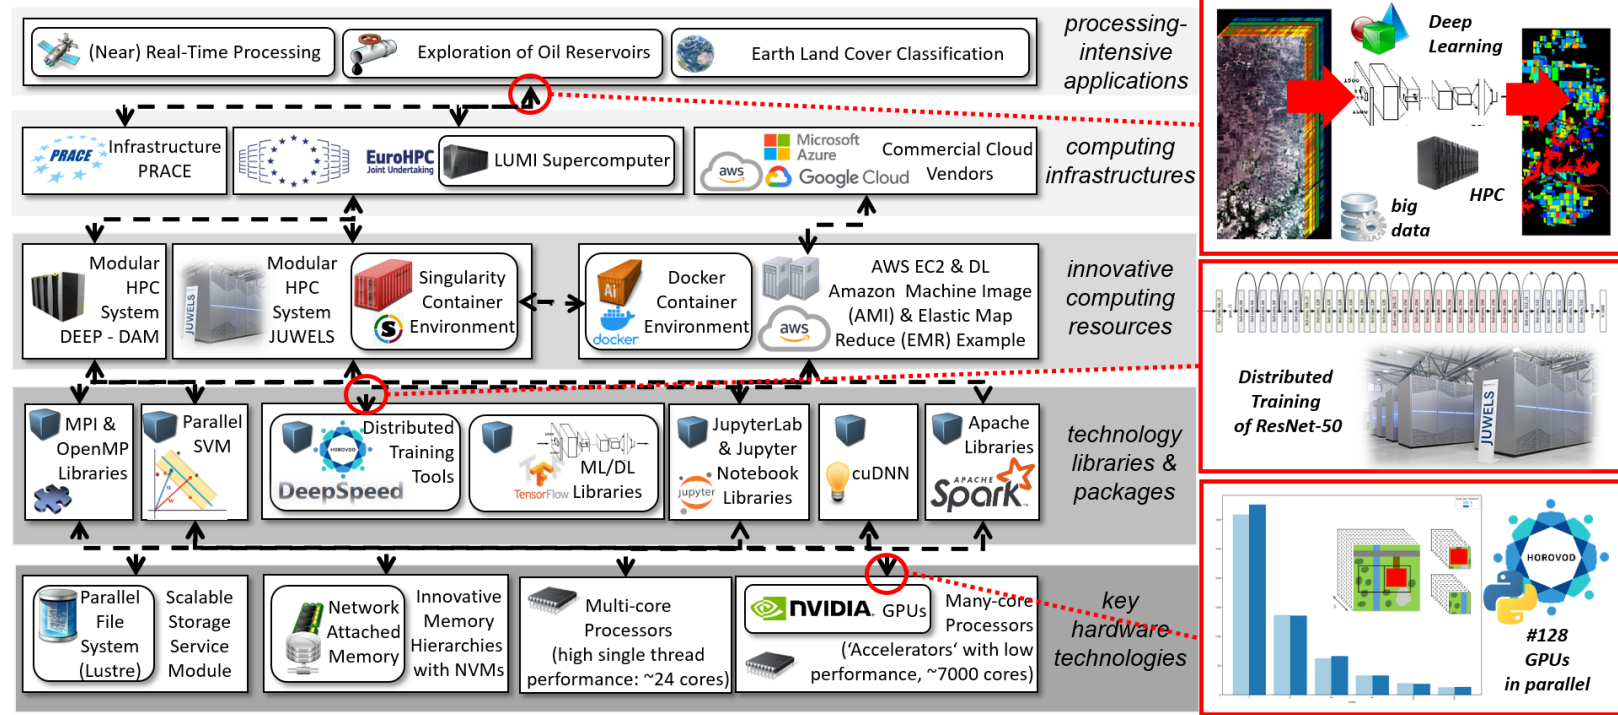 (Near) Real-Time Processing
Exploration of Oil Reservoirs
Earth Land Cover Classification
processing-
intensive
applications
PRACE
Infrastructure
PRACE
EuroHPC
Joint Undertaking
LUMI Supercomputer
Microsoft
Azure
aws
Google Cloud
Commercial Cloud
Vendors
computing
infrastructures
Modular
HPC
System
DEEP - DAM
JUWELS
Modular
HPC
System
JUWELS
Singularity
Container
Environment
S
Ai
docker
Docker
Container
Environment
aws
AWS EC2 & DL
Amazon Machine Image
(AMI) & Elastic Map
Reduce (EMR) Example
innovative
computing
resources
MPI &
OpenMP
Libraries
Parallel
SVM
w
HOROVOD
DeepSpeed
Distributed
Training
Tools
TensorFlow
ML/DL
Libraries
JupyterLab
& Jupyter
Notebook
Libraries
jupyter
cuDNN
Apache
Libraries
APACHE
Spark
technology
libraries &
packages
Parallel
File
System
(Lustre)
Scalable
Storage
Service
Module
Network
Attached
Memory
Innovative
Memory
Hierarchies
with NVMs
Multi-core
Processors
(high single thread
performance: ~24 cores)
NVIDIA.
GPUs
Many-core
Processors
('Accelerators' with low
performance, ~7000 cores)
key
hardware
technologies
Deep
Learning
HPC
big
data
Distributed
Training
of ResNet-50
JUWELS
HOROVOD
#128
GPUs
in parallel